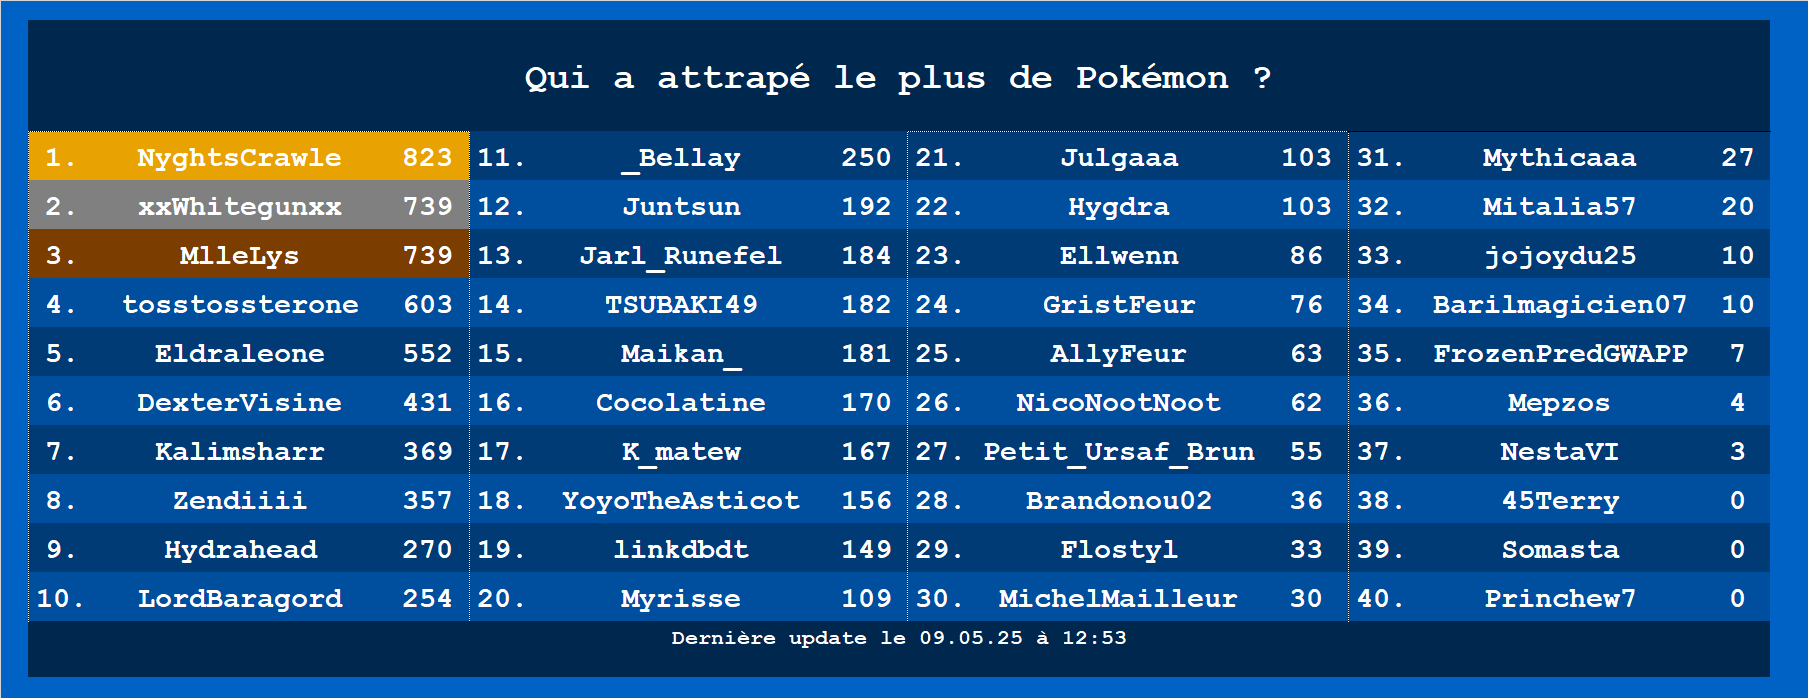 Qui a attrapé le plus de Pokémon ?
1. NyghtsCrawle 823
2. xxWhitegunxx 739
3. MlleLys 739
4. tosstossterone 603
5. Eldraleone 552
6. DexterVisine 431
7. Kalimsharr 369
8. Zendiiii 357
9. Hydrahead 270
10. LordBaragord 254
11. _Bellay 250
12. Juntsun 192
13. Jarl_Runefel 184
14. TSUBAKI49 182
15. Maikan_ 181
16. Cocolatine 170
17. K_matew 167
18. YoyoTheAsticot 156
19. linkdbdt 149
20. Myrisse 109
21. Julgaaa 103
22. Hygdra 103
23. Ellwenn 86
24. GristFeur 76
25. AllyFeur 63
26. NicoNootNoot 62
27. Petit_Ursaf_Brun 55
28. Brandonou02 36
29. Flostyl 33
30. MichelMailleur 30
31. Mythicaaa 27
32. Mitalia57 20
33. jojoydu25 10
34. Barilmagicien07 10
35. FrozenPredGWAPP 7
36. Mepzos 4
37. NestaVI 3
38. 45Terry 0
39. Somasta 0
40. Princhew7 0
Dernière update le 09.05.25 à 12:53